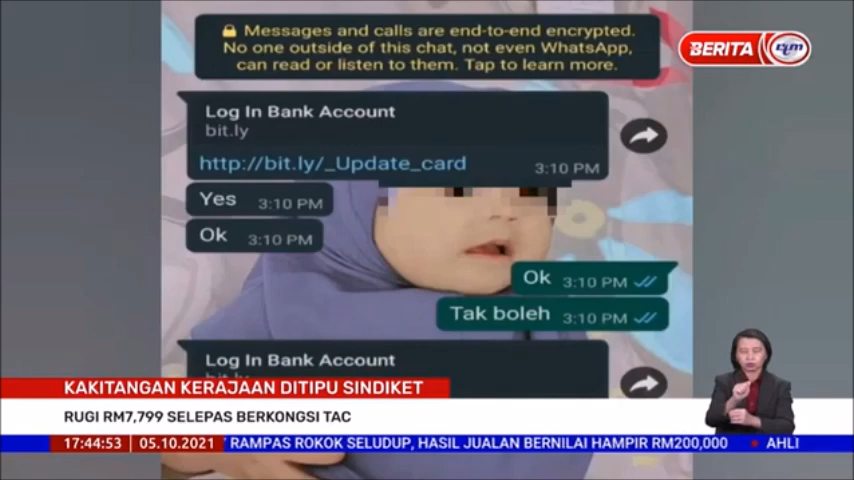 Messages and calls are end-to-end encrypted.
No one outside of this chat, not even WhatsApp,
can read or listen to them. Tap to learn more.
BERITA
Log In Bank Account
bit.ly
http://bit.ly/_Update_card 3:10 PM
Yes 3:10 PM
Ok 3:10 PM
Ok 3:10 PM
Tak boleh 3:10 PM
Log In Bank Account
KAKITANGAN KERAJAAN DITIPU SINDIKET
RUGI RM7,799 SELEPAS BERKONGSI TAC
17:44:53 05.10.2021 RAMPAS ROKOK SELUDUP, HASIL JUALAN BERNILAI HAMPIR RM200,000 AHLI